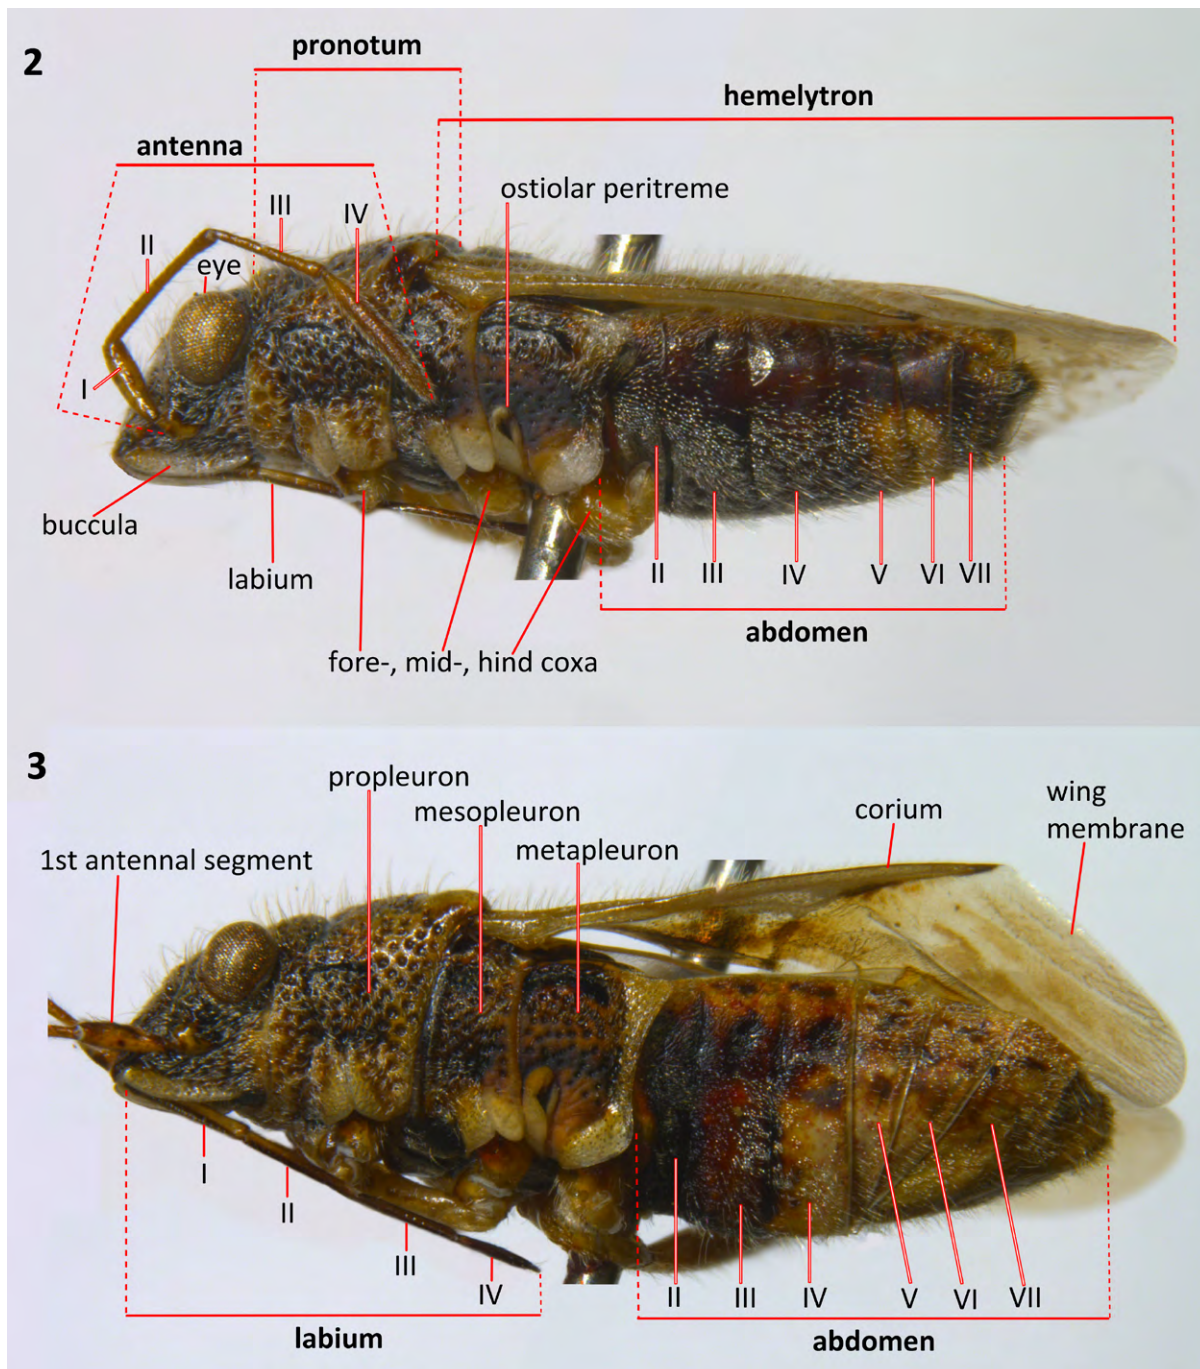 2
pronotum
hemelytron
antenna
ostiolar peritreme
III
IV
II
eye
I
buccula
labium
II
III
IV
V
VI
VII
abdomen
fore-, mid-, hind coxa
3
propleuron
mesopleuron
metapleuron
corium
wing
membrane
1st antennal segment
I
II
III
IV
II
III
IV
V
VI
VII
labium
abdomen